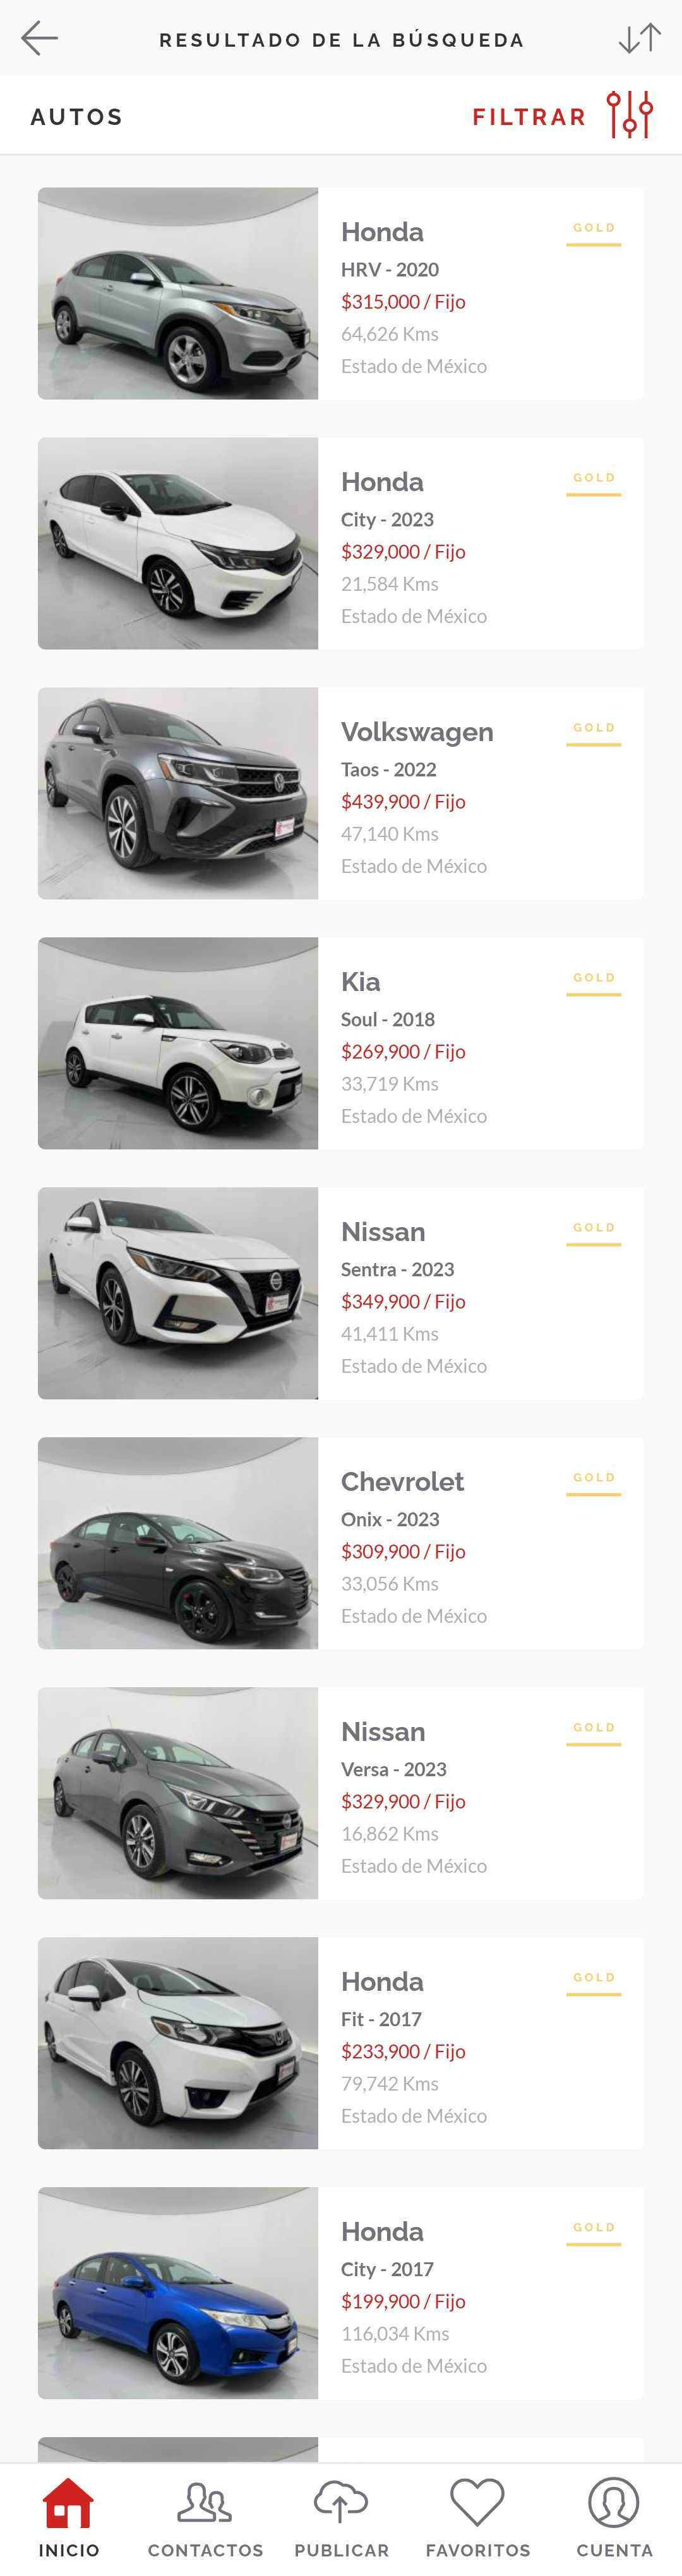 RESULTADO DE LA BÚSQUEDA
AUTOS
FILTRAR
Honda
GOLD
HRV - 2020
$315,000 / Fijo
64,626 Kms
Estado de México
Honda
GOLD
City - 2023
$329,000 / Fijo
21,584 Kms
Estado de México
Volkswagen
GOLD
Taos - 2022
$439,900 / Fijo
47,140 Kms
Estado de México
Kia
GOLD
Soul - 2018
$269,900 / Fijo
33,719 Kms
Estado de México
Nissan
GOLD
Sentra - 2023
$349,900 / Fijo
41,411 Kms
Estado de México
Chevrolet
GOLD
Onix - 2023
$309,900 / Fijo
33,056 Kms
Estado de México
Nissan
GOLD
Versa - 2023
$329,900 / Fijo
16,862 Kms
Estado de México
Honda
GOLD
Fit - 2017
$233,900 / Fijo
79,742 Kms
Estado de México
Honda
GOLD
City - 2017
$199,900 / Fijo
116,034 Kms
Estado de México
INICIO
CONTACTOS
PUBLICAR
FAVORITOS
CUENTA